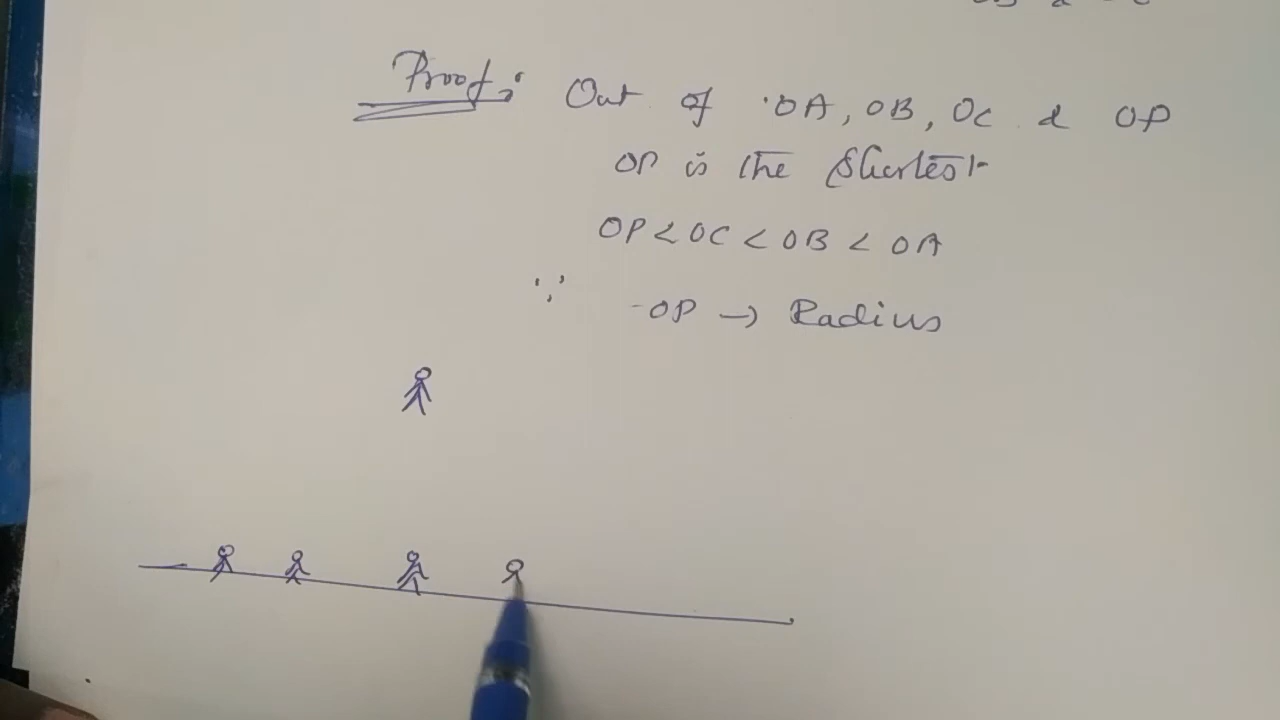 Proof:
Out of OA, OB, OC & OP
OP is the Shortest
OP < OC < OB < OA
∵ OP → Radius